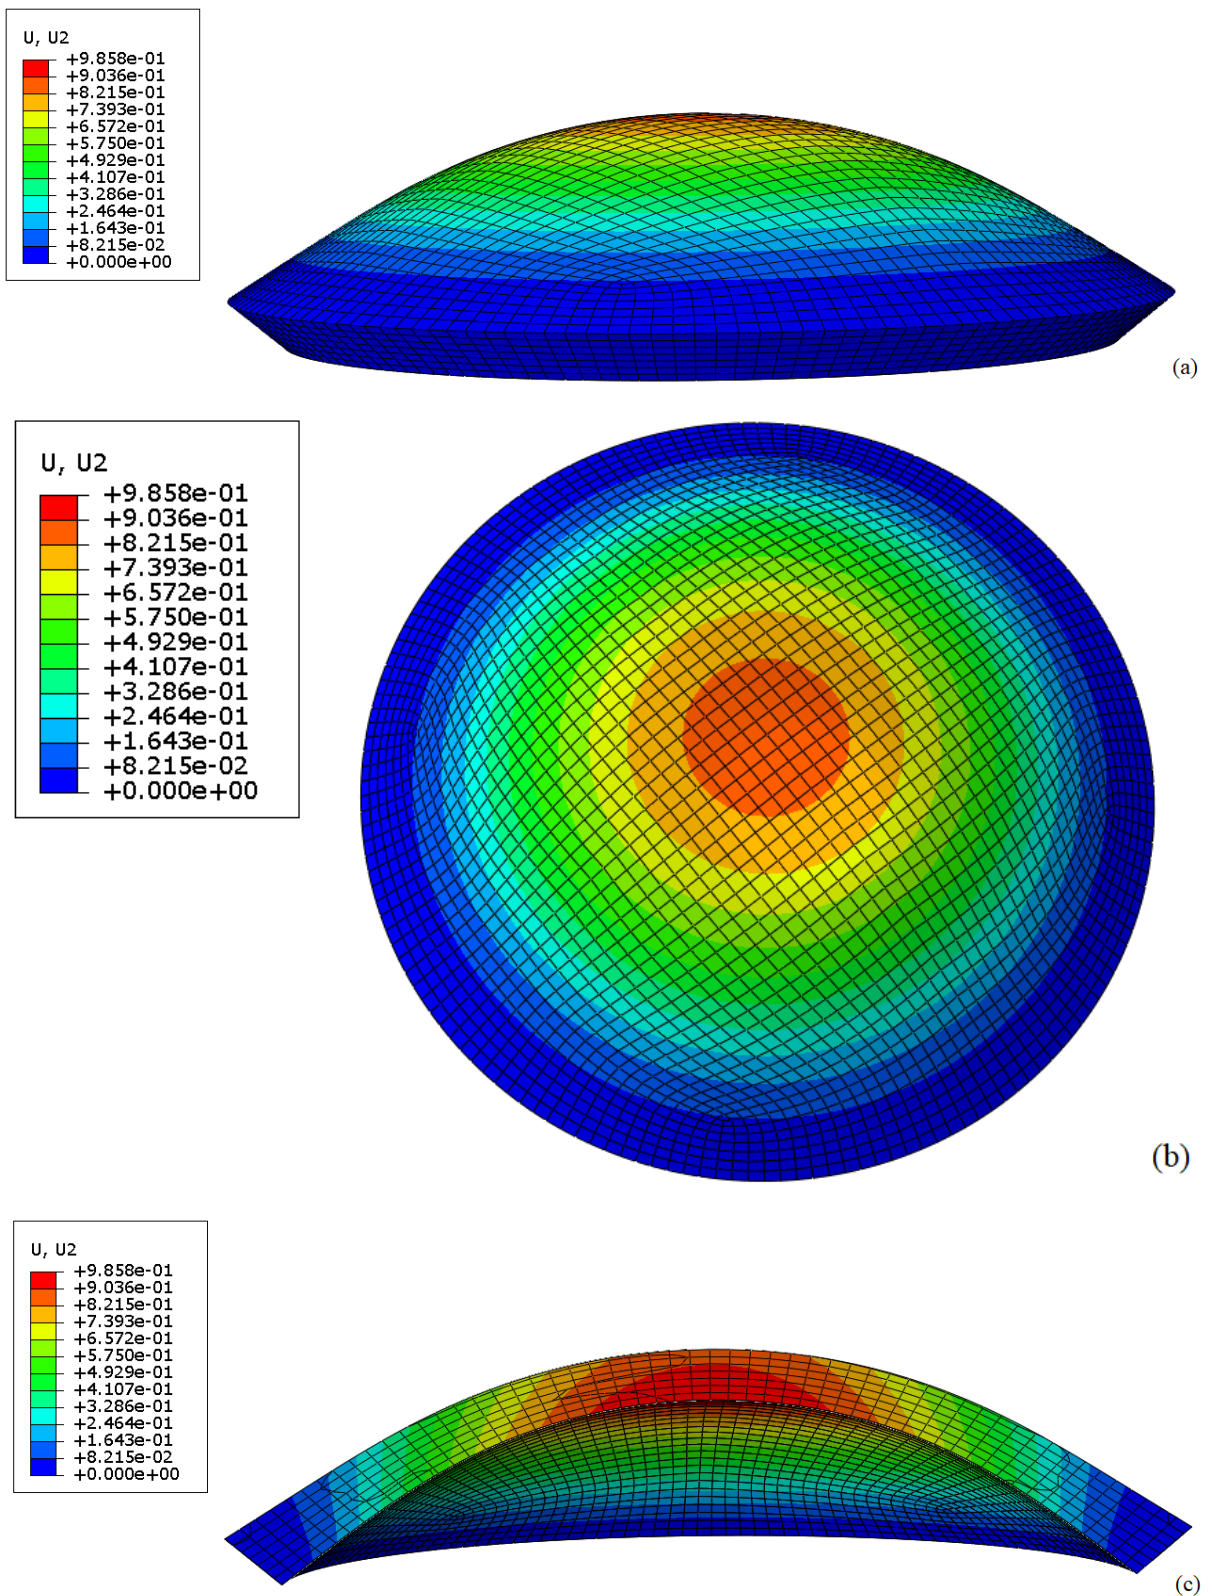 U, U2
+9.858e-01
+9.036e-01
+8.215e-01
+7.393e-01
+6.572e-01
+5.750e-01
+4.929e-01
+4.107e-01
+3.286e-01
+2.464e-01
+1.643e-01
+8.215e-02
+0.000e+00
(a)
U, U2
+9.858e-01
+9.036e-01
+8.215e-01
+7.393e-01
+6.572e-01
+5.750e-01
+4.929e-01
+4.107e-01
+3.286e-01
+2.464e-01
+1.643e-01
+8.215e-02
+0.000e+00
(b)
U, U2
+9.858e-01
+9.036e-01
+8.215e-01
+7.393e-01
+6.572e-01
+5.750e-01
+4.929e-01
+4.107e-01
+3.286e-01
+2.464e-01
+1.643e-01
+8.215e-02
+0.000e+00
(c)